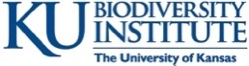 KU BIODIVERSITY
INSTITUTE
The University of Kansas